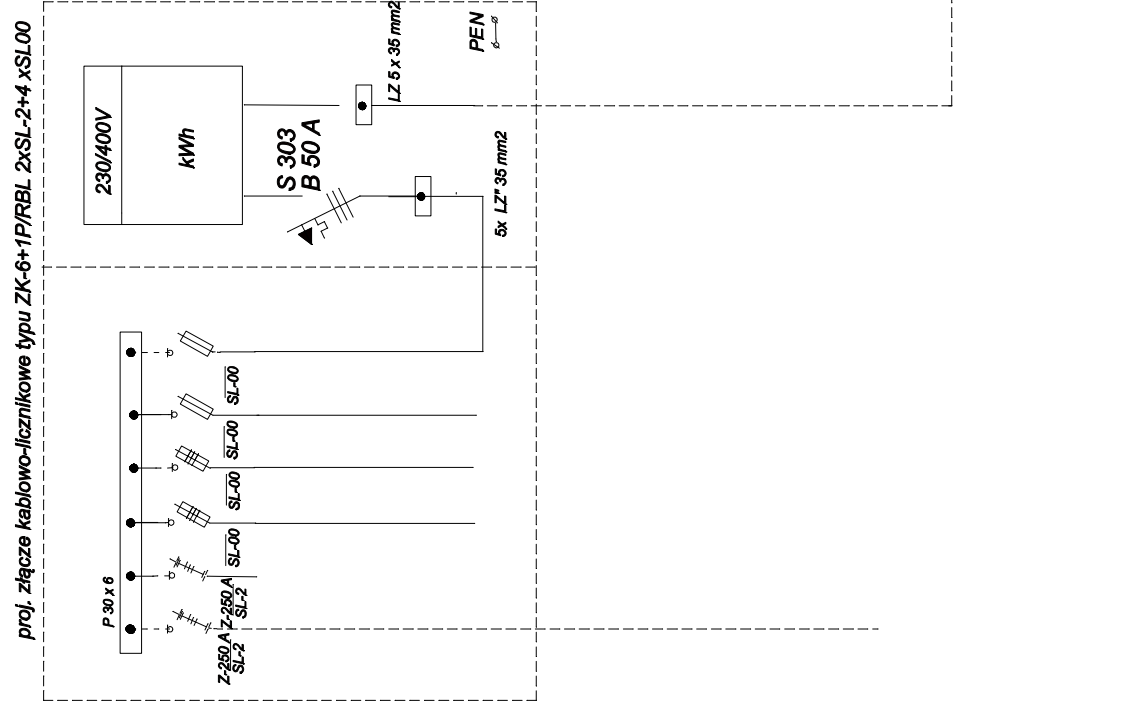 proj. złącze kablowo-licznikowe typu ZK-6+1P/RBL 2xSL-2+4 xSL00
230/400V
kWh
S 303
B 50 A
LZ 5 x 35 mm2
PEN
5x LZ" 35 mm2
P 30 x 6
SL-00
SL-00
SL-00
SL-00
Z-250 A
SL-2
Z-250 A
SL-2